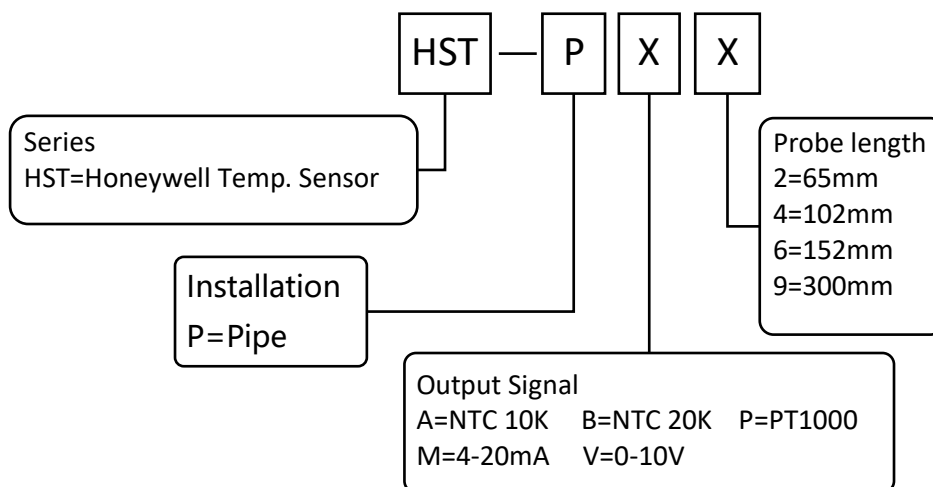 HST — P X X
Series
HST=Honeywell Temp. Sensor
Probe length
2=65mm
4=102mm
6=152mm
9=300mm
Installation
P=Pipe
Output Signal
A=NTC 10K B=NTC 20K P=PT1000
M=4-20mA V=0-10V